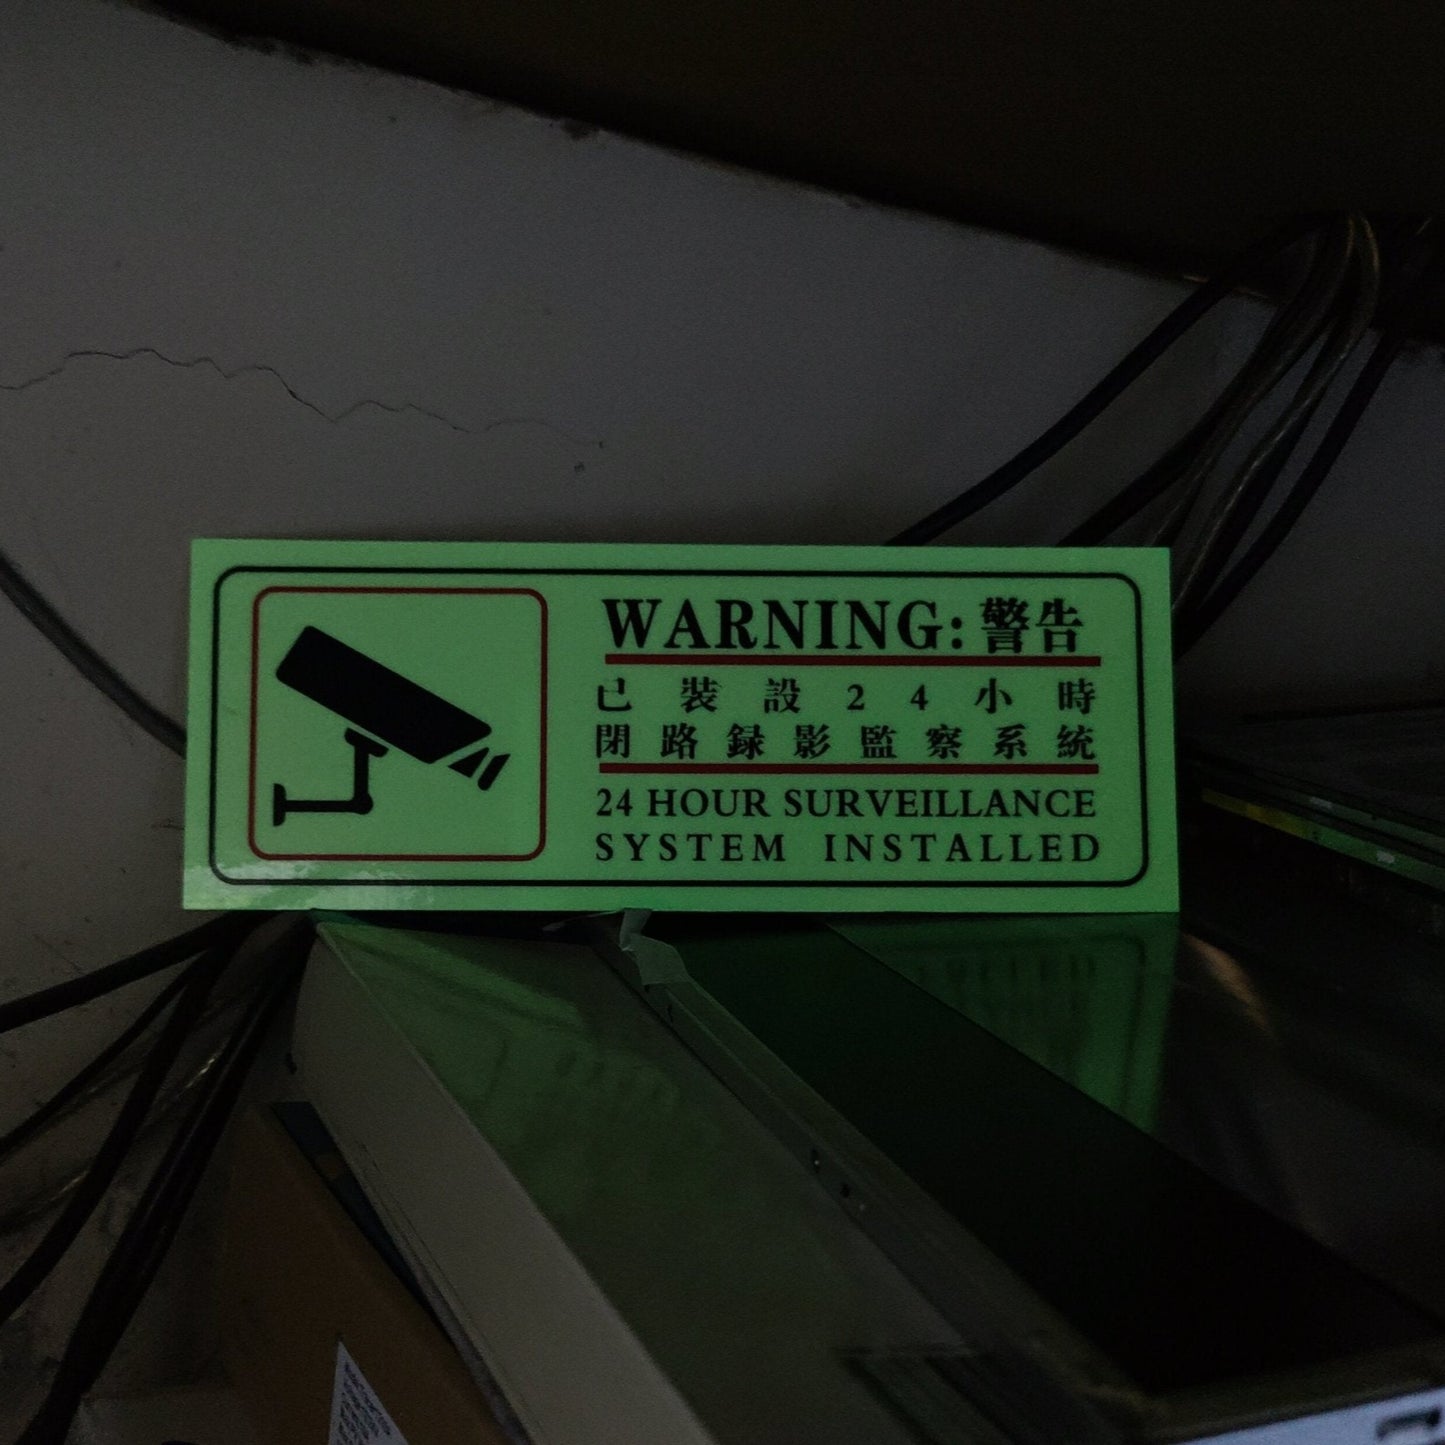 WARNING: 警告
已裝設24小時
閉路録影監察系統
24 HOUR SURVEILLANCE
SYSTEM INSTALLED